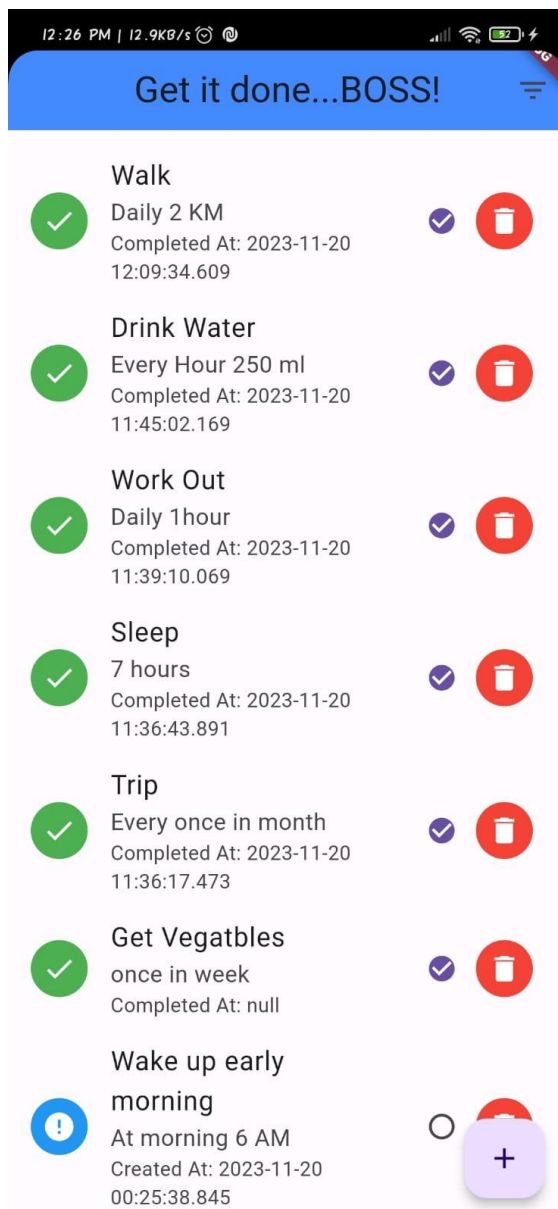 12:26 PM | 12.9KB/s
52
Get it done...BOSS!
Walk
Daily 2 KM
Completed At: 2023-11-20
12:09:34.609
Drink Water
Every Hour 250 ml
Completed At: 2023-11-20
11:45:02.169
Work Out
Daily 1hour
Completed At: 2023-11-20
11:39:10.069
Sleep
7 hours
Completed At: 2023-11-20
11:36:43.891
Trip
Every once in month
Completed At: 2023-11-20
11:36:17.473
Get Vegatbles
once in week
Completed At: null
Wake up early
morning
At morning 6 AM
Created At: 2023-11-20
00:25:38.845